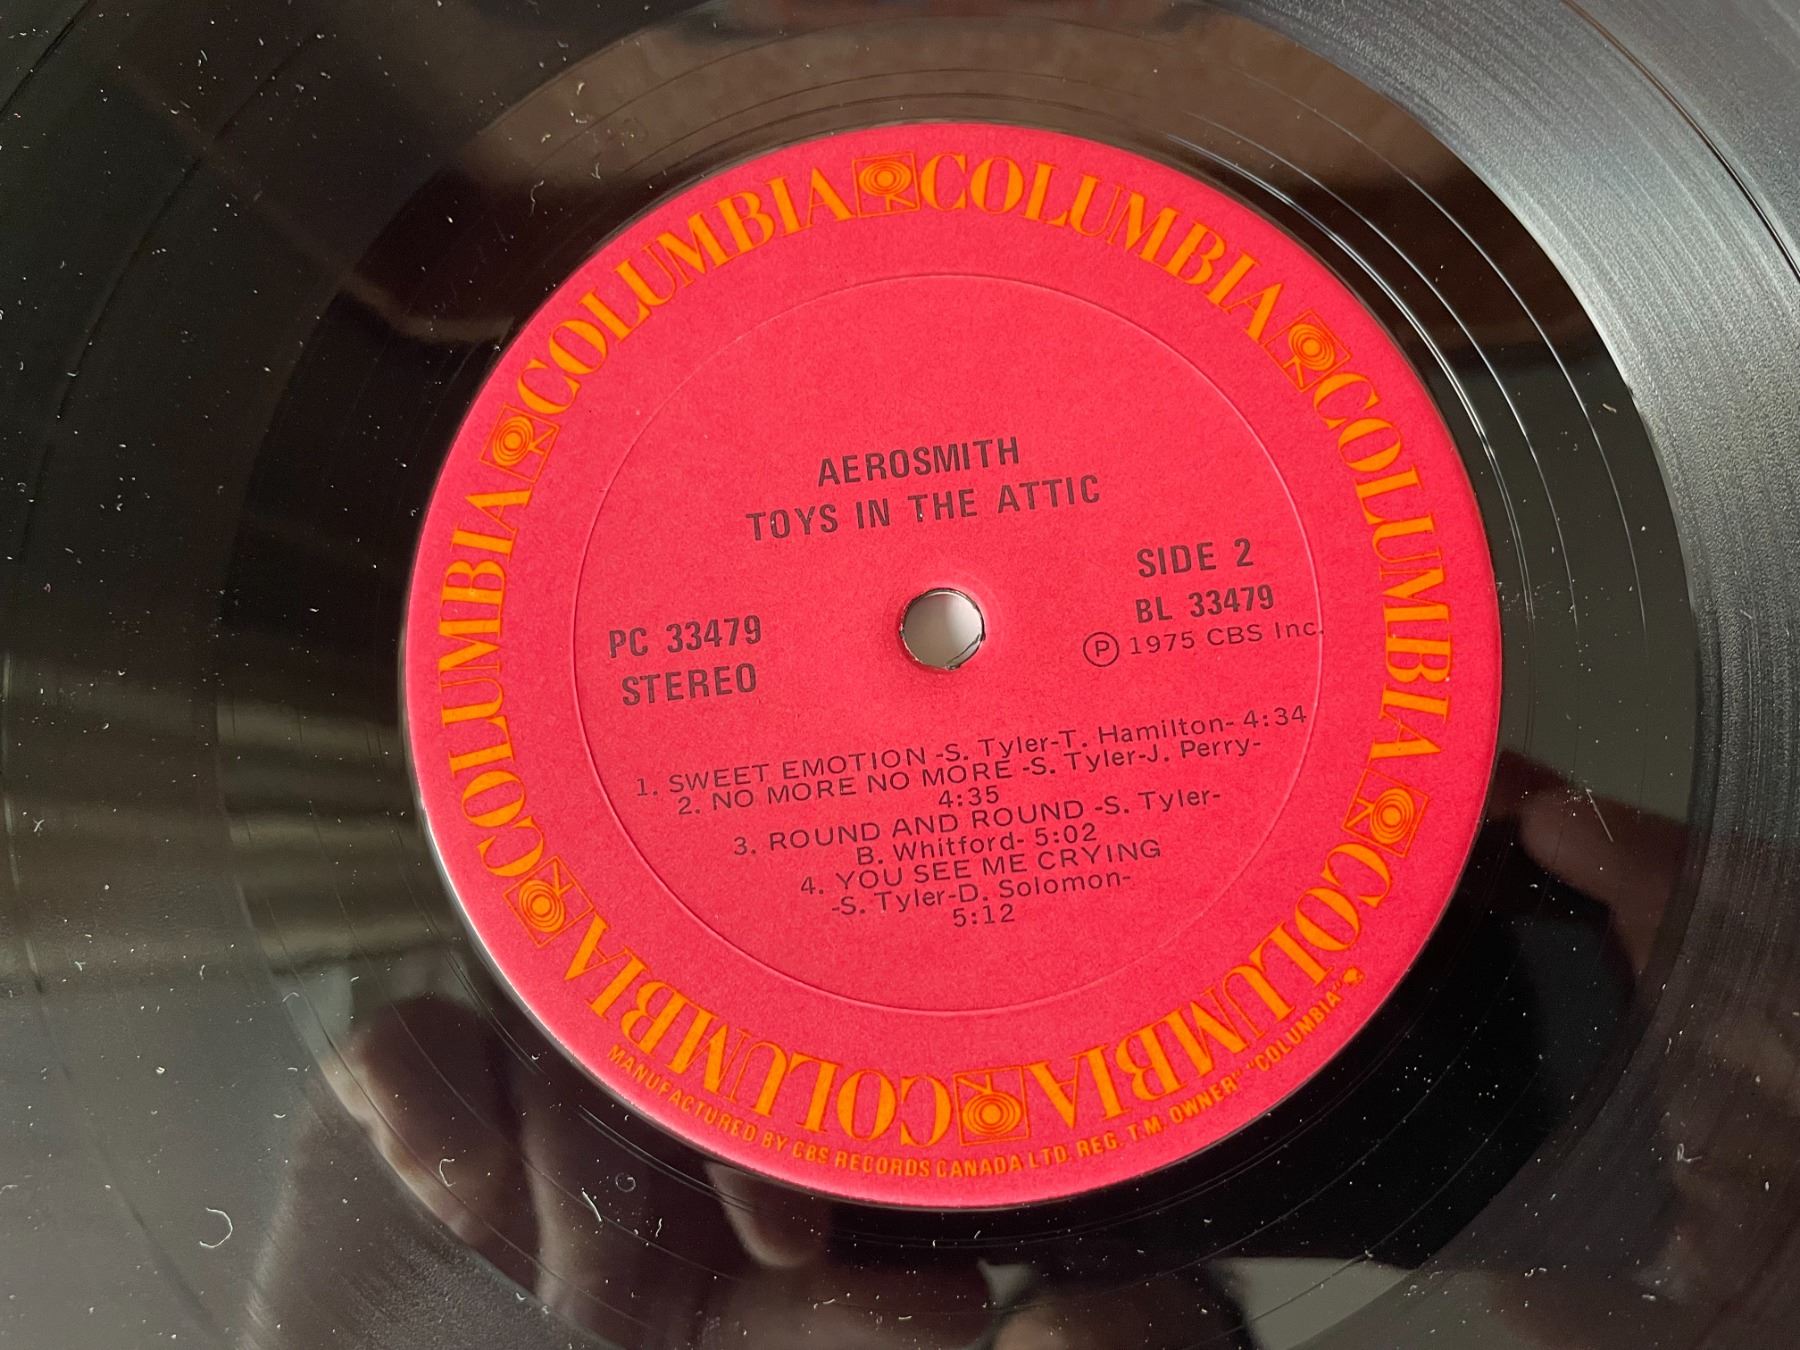 COLUMBIA COLUMBIA COLUMBIA COLUMBIA COLUMBIA COLUMBIA
AEROSMITH
TOYS IN THE ATTIC
SIDE 2
BL 33479
Ⓟ 1975 CBS Inc.
PC 33479
STEREO
1. SWEET EMOTION -S. Tyler-T. Hamilton- 4:34
2. NO MORE NO MORE -S. Tyler-J. Perry-
4:35
3. ROUND AND ROUND -S. Tyler-
B. Whitford- 5:02
4. YOU SEE ME CRYING
-S. Tyler-D. Solomon-
5:12
MANUFACTURED BY CBS RECORDS CANADA LTD. REG. T.M. OWNER" "COLUMBIA"